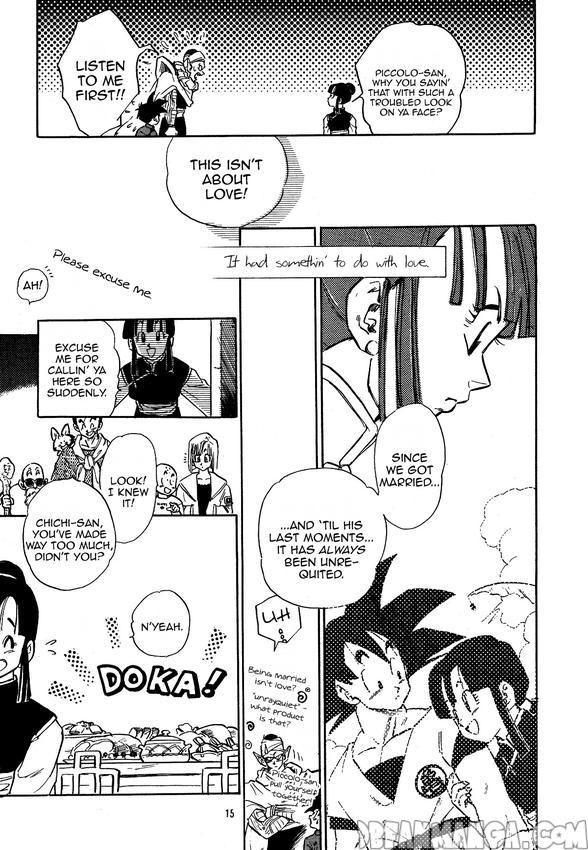 PICCOLO-SAN,
WHY YOU SAYIN'
THAT WITH SUCH A
TROUBLED LOOK
ON YA FACE?
LISTEN
TO ME
FIRST!!
THIS ISN'T
ABOUT
LOVE!
It had somethin' to do with love.
SINCE
WE GOT
MARRIED...
...AND 'TIL HIS
LAST MOMENTS...
IT HAS ALWAYS
BEEN UNRE-
QUITED.
UH
...
Being married
isn't love?
"unrayquiet"
what product
is that?
Piccolo-san,
pull yourself
together!
Please excuse me
AH!
EXCUSE
ME FOR
CALLIN' YA
HERE SO
SUDDENLY.
LOOK!
I KNEW
IT!
CHICHI-SAN,
YOU'VE MADE
WAY TOO MUCH,
DIDN'T YOU?
N'YEAH.
DOKA!
15
DBFANMANGA.COM